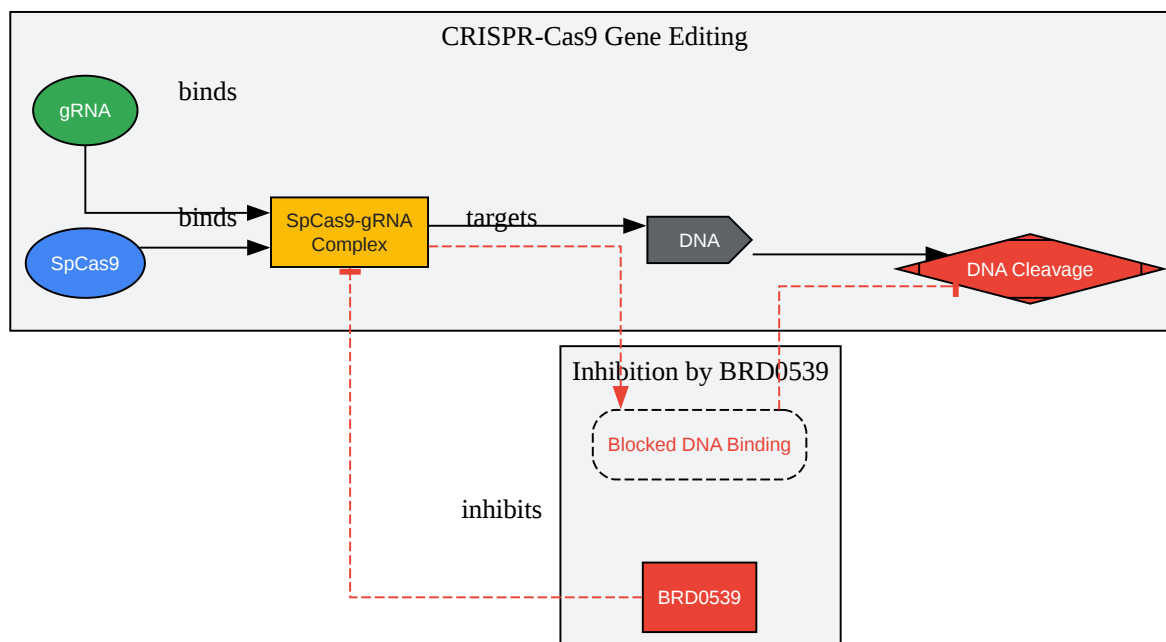 CRISPR-Cas9 Gene Editing
gRNA
binds
binds
SpCas9
SpCas9-gRNA
Complex
targets
DNA
DNA Cleavage
Inhibition by BRD0539
Blocked DNA Binding
inhibits
BRD0539